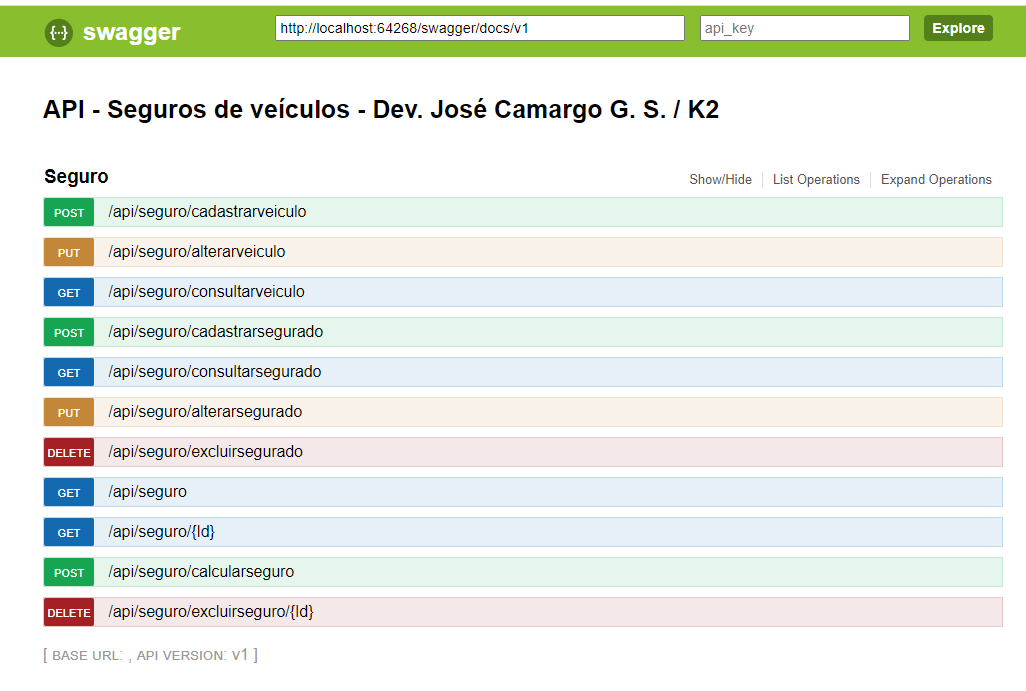 {··} swagger http://localhost:64268/swagger/docs/v1 api_key Explore
API - Seguros de veículos - Dev. José Camargo G. S. / K2
Seguro Show/Hide List Operations Expand Operations
POST /api/seguro/cadastrarveiculo
PUT /api/seguro/alterarveiculo
GET /api/seguro/consultarveiculo
POST /api/seguro/cadastrarsegurado
GET /api/seguro/consultarsegurado
PUT /api/seguro/alterarsegurado
DELETE /api/seguro/excluirsegurado
GET /api/seguro
GET /api/seguro/{Id}
POST /api/seguro/calcularseguro
DELETE /api/seguro/excluirseguro/{Id}
[ BASE URL: , API VERSION: v1 ]